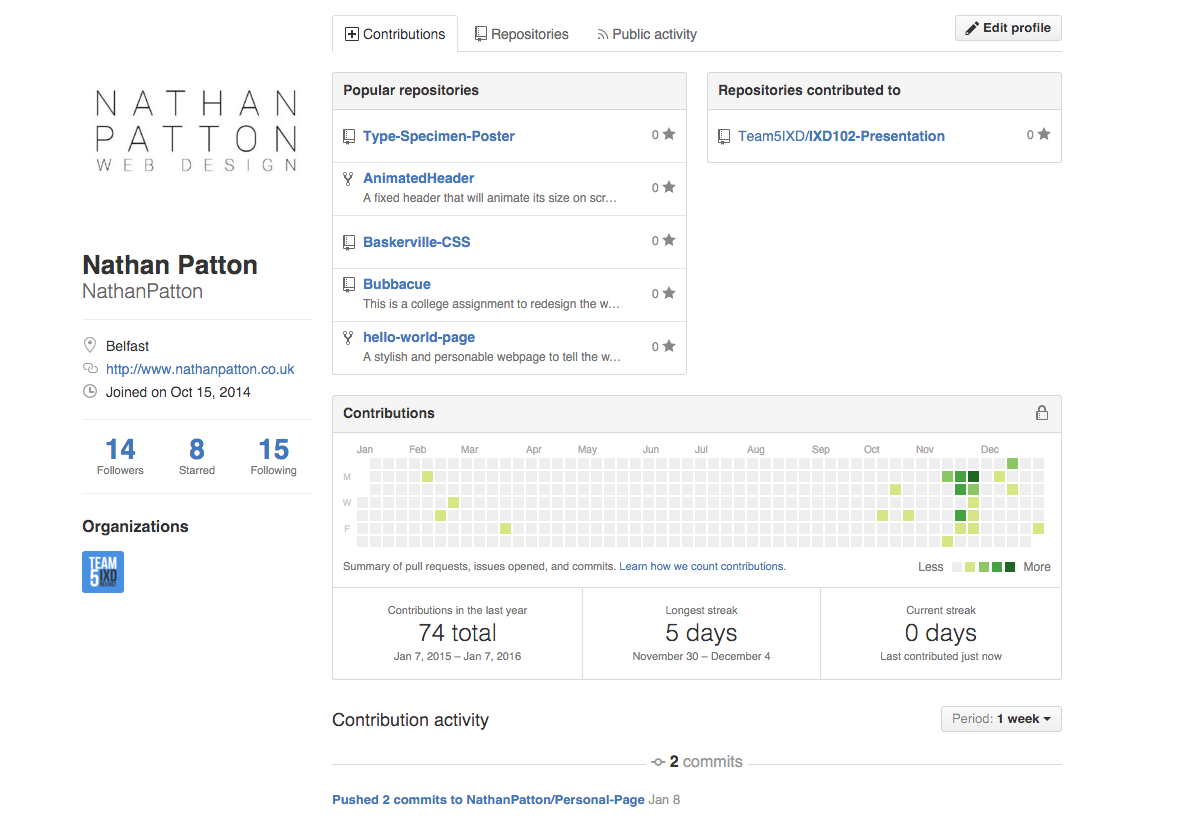 Contributions
Repositories
Public activity
Edit profile
NATHAN
PATTON
WEB DESIGN
Nathan Patton
NathanPatton
Belfast
http://www.nathanpatton.co.uk
Joined on Oct 15, 2014
14
Followers
8
Starred
15
Following
Organizations
TEAM
5 IXD
BELFAST
Popular repositories
Type-Specimen-Poster
0
AnimatedHeader
A fixed header that will animate its size on scr…
0
Baskerville-CSS
0
Bubbacue
This is a college assignment to redesign the w…
0
hello-world-page
A stylish and personable webpage to tell the w…
0
Repositories contributed to
Team5IXD/IXD102-Presentation
0
Contributions
Jan Feb Mar Apr May Jun Jul Aug Sep Oct Nov Dec
M
W
F
Summary of pull requests, issues opened, and commits. Learn how we count contributions.
Less More
Contributions in the last year
74 total
Jan 7, 2015 – Jan 7, 2016
Longest streak
5 days
November 30 – December 4
Current streak
0 days
Last contributed just now
Contribution activity
Period: 1 week
2 commits
Pushed 2 commits to NathanPatton/Personal-Page Jan 8